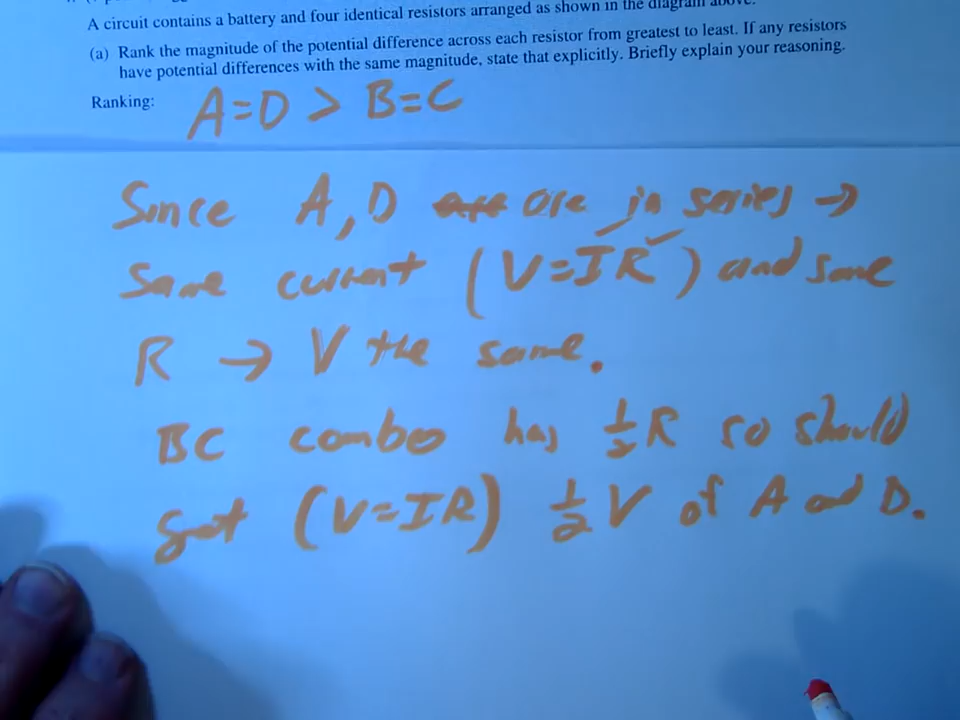 A circuit contains a battery and four identical resistors arranged as shown in the diagram above.
(a) Rank the magnitude of the potential difference across each resistor from greatest to least. If any resistors
have potential differences with the same magnitude, state that explicitly. Briefly explain your reasoning.
Ranking: A=D > B=C
Since A, D are are in series →
Same current (V=IR) and same
R → V the same.
BC combo has 1/2 R so should
get (V=IR) 1/2 V of A and D.